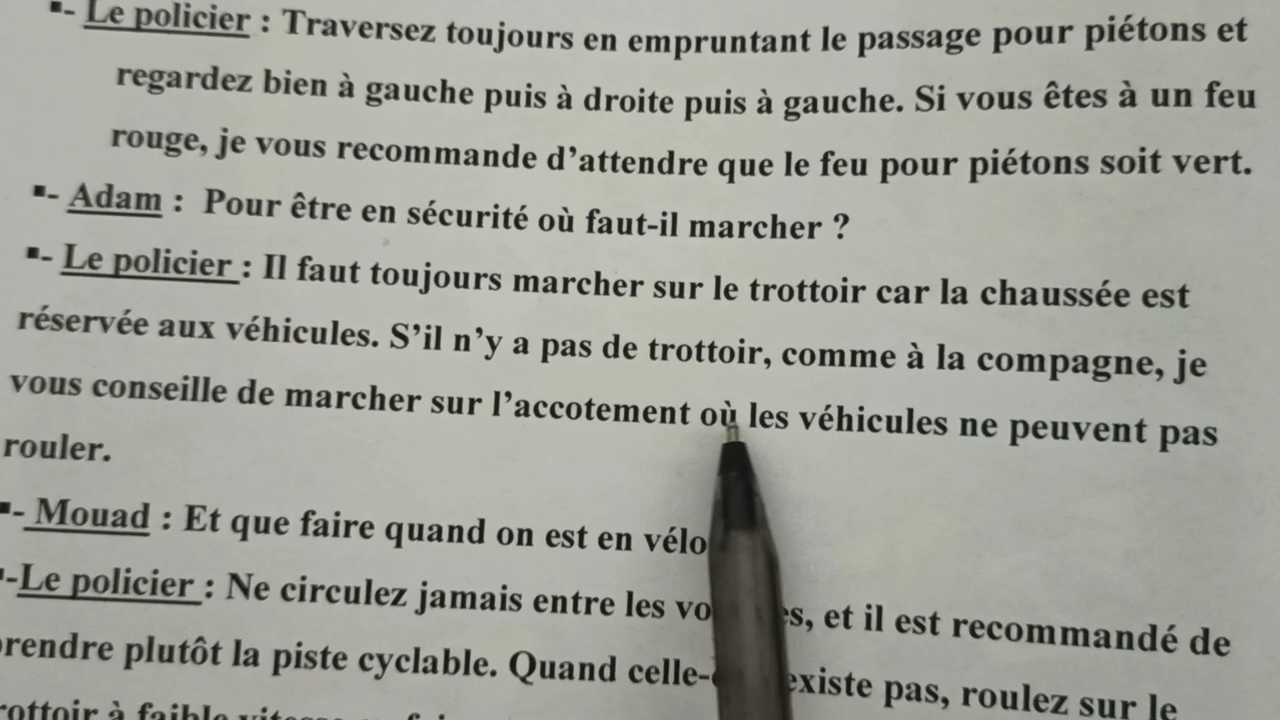 ▪- Le policier : Traversez toujours en empruntant le passage pour piétons et
regardez bien à gauche puis à droite puis à gauche. Si vous êtes à un feu
rouge, je vous recommande d’attendre que le feu pour piétons soit vert.
▪- Adam : Pour être en sécurité où faut-il marcher ?
▪- Le policier : Il faut toujours marcher sur le trottoir car la chaussée est
réservée aux véhicules. S’il n’y a pas de trottoir, comme à la compagne, je
vous conseille de marcher sur l’accotement où les véhicules ne peuvent pas
rouler.
▪- Mouad : Et que faire quand on est en vélo
▪-Le policier : Ne circulez jamais entre les et il est recommandé de
plutôt la piste cyclable. Quand pas, roulez sur le
à faible